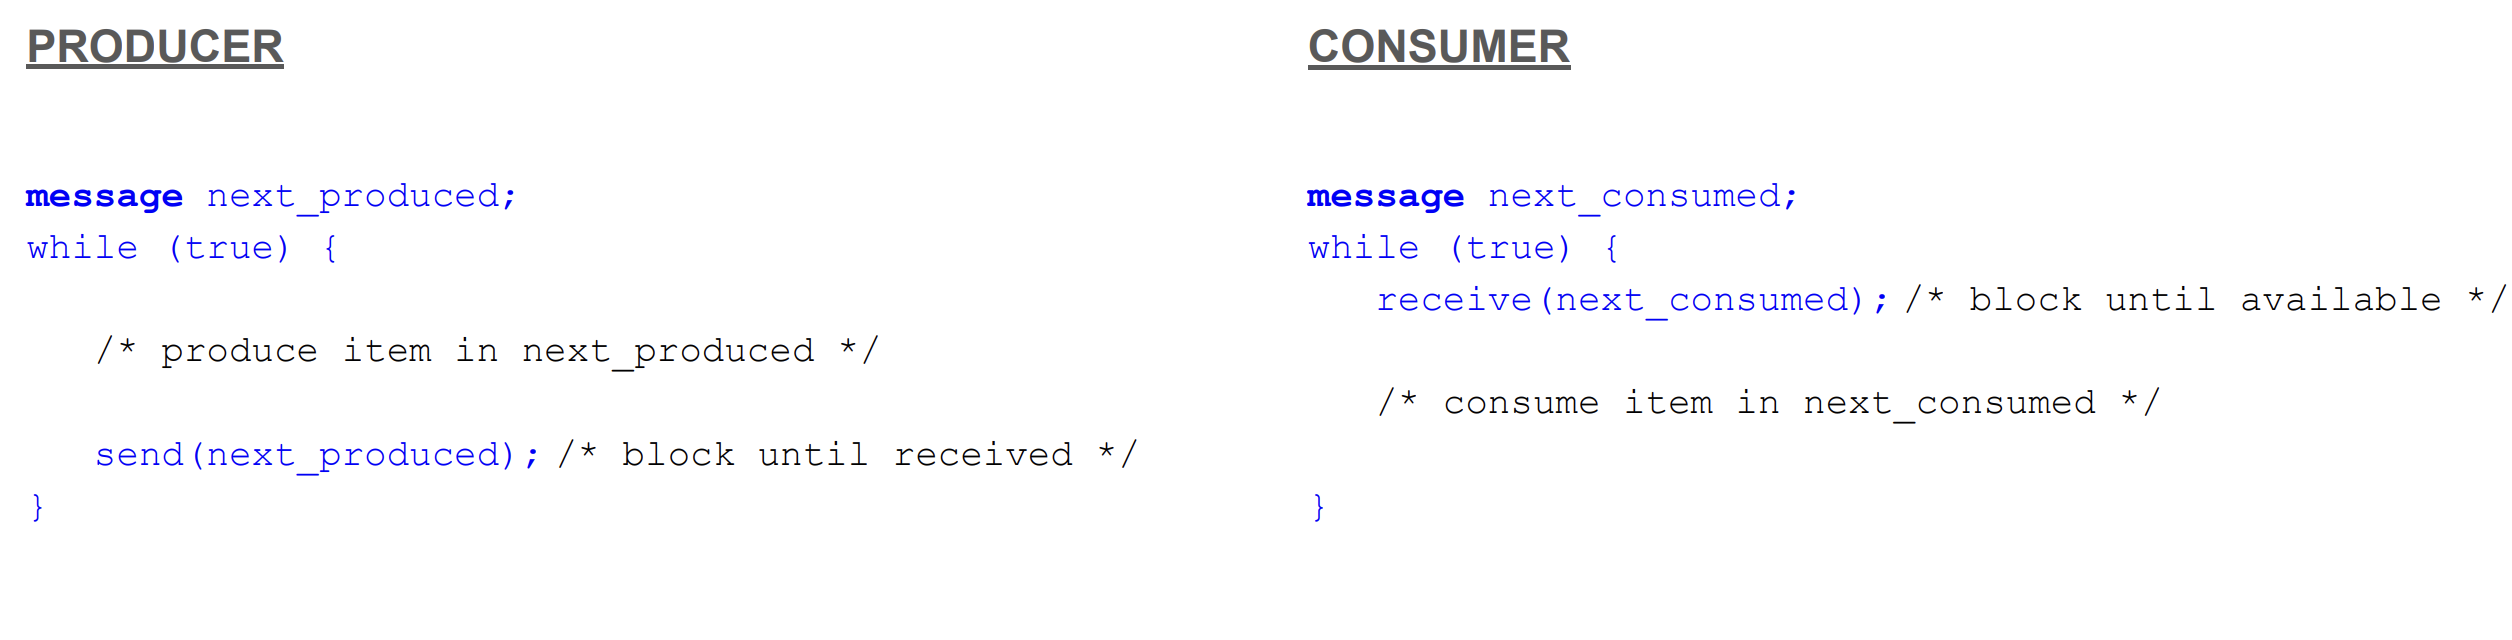 PRODUCER
message next_produced;
while (true) {
/* produce item in next_produced */
send(next_produced); /* block until received */
}
CONSUMER
message next_consumed;
while (true) {
receive(next_consumed); /* block until available */
/* consume item in next_consumed */
}